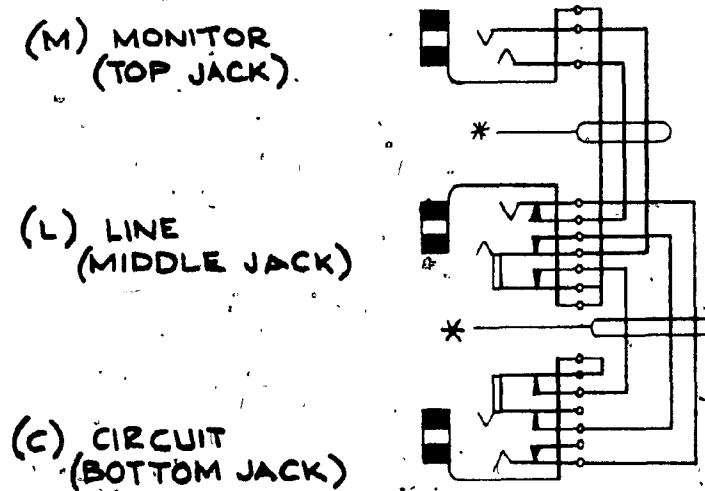 (M) MONITOR
(TOP JACK).
*
(L) LINE
(MIDDLE JACK)
*
(C) CIRCUIT
(BOTTOM JACK)